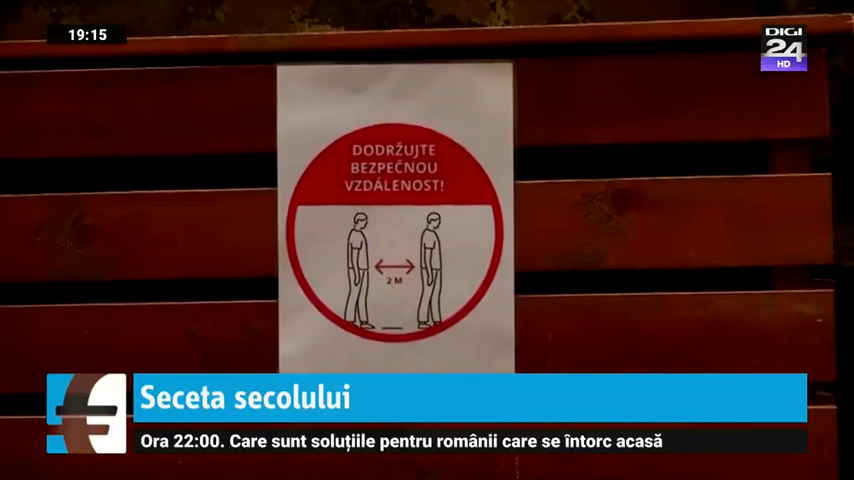 19:15
DIGI
24
HD
DODRŽUJTE
BEZPEČNOU
VZDÁLENOST!
2 M
Seceta secolului
Ora 22:00. Care sunt soluțiile pentru românii care se întorc acasă